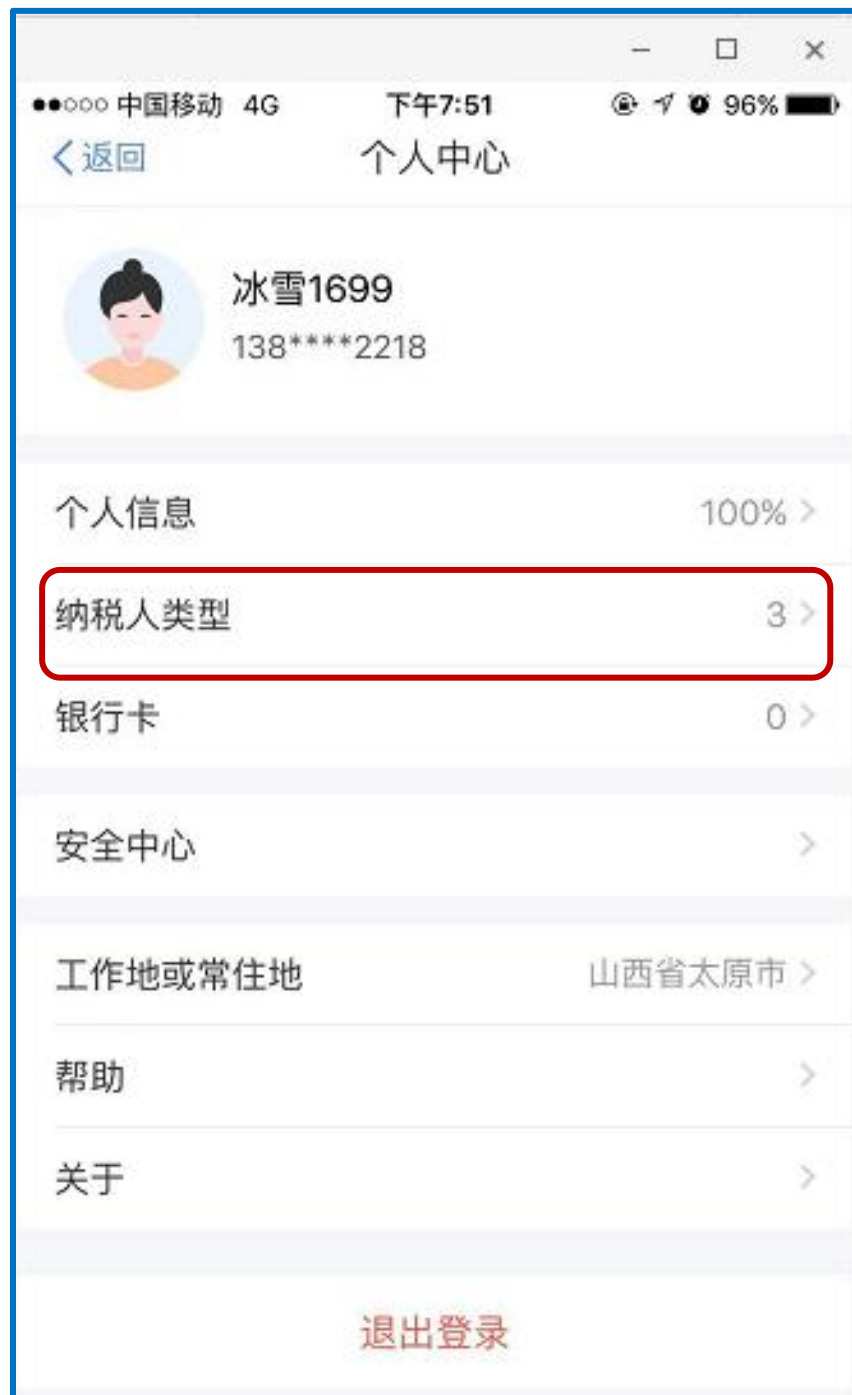 中国移动 4G 下午7:51 96%
返回 个人中心
冰雪1699
138****2218
个人信息 100%
纳税人类型 3
银行卡 0
安全中心
工作地或常住地 山西省太原市
帮助
关于
退出登录